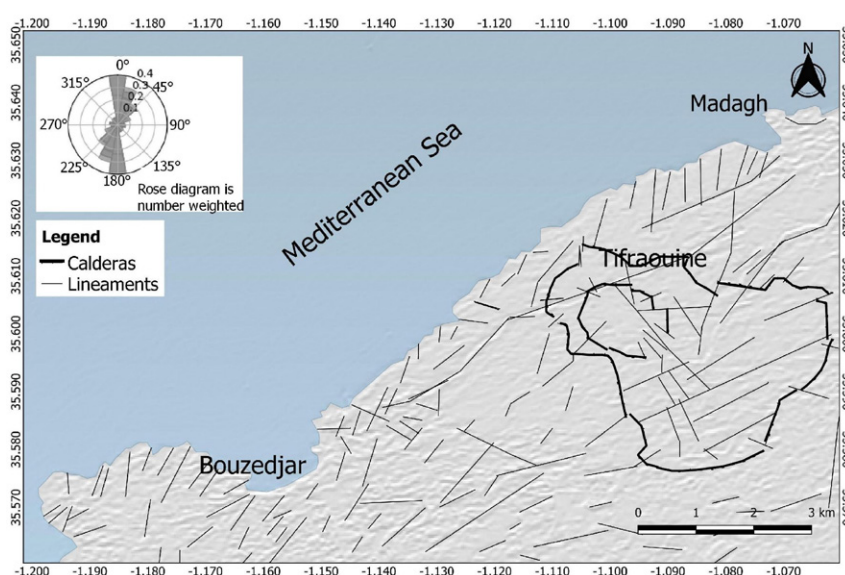 -1.200 -1.190 -1.180 -1.170 -1.160 -1.150 -1.140 -1.130 -1.120 -1.110 -1.100 -1.090 -1.080 -1.070
35.650
35.640
35.630
35.620
35.610
35.600
35.590
35.580
35.570
0°
45°
90°
135°
180°
225°
270°
315°
0.4
0.3
0.2
0.1
Rose diagram is
number weighted
Legend
Calderas
Lineaments
Mediterranean Sea
N
Madagh
Tifraouine
Bouzedjar
0 1 2 3 km
-1.200 -1.190 -1.180 -1.170 -1.160 -1.150 -1.140 -1.130 -1.120 -1.110 -1.100 -1.090 -1.080 -1.070